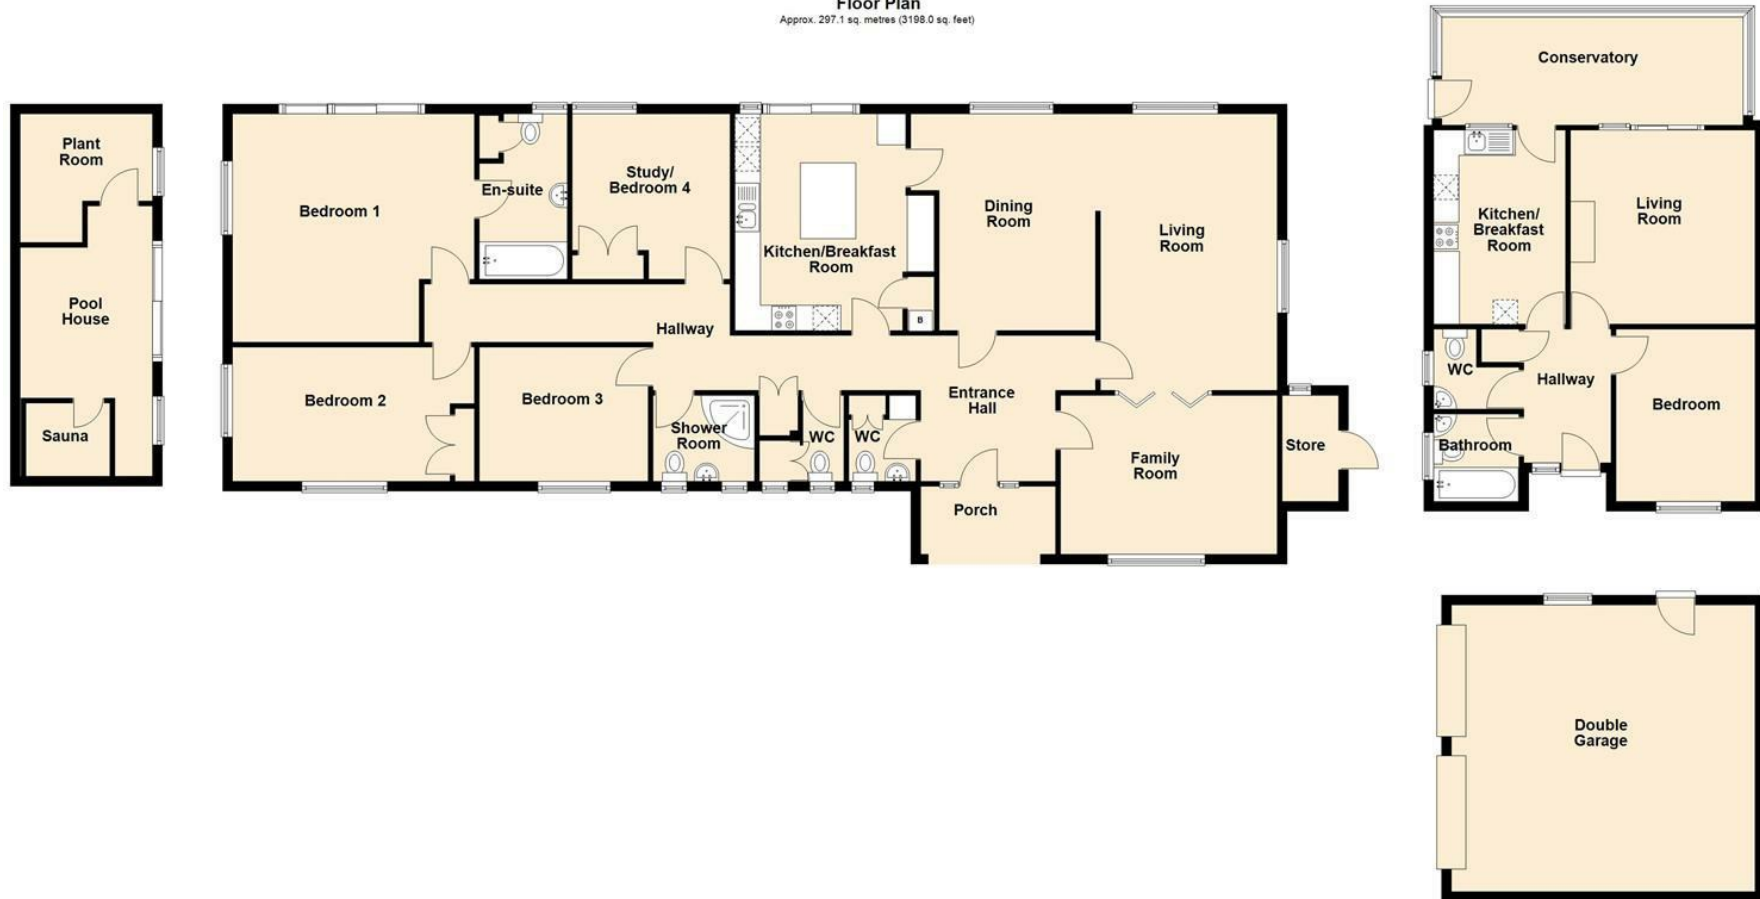 Floor Plan
Approx. 297.1 sq. metres (3198.0 sq. feet)
Plant
Room
Pool
House
Sauna
Bedroom 1
En-suite
Study/
Bedroom 4
Kitchen/Breakfast
Room
B
Dining
Room
Living
Room
Hallway
Bedroom 2
Bedroom 3
Shower
Room
WC
WC
Entrance
Hall
Porch
Family
Room
Store
Conservatory
Kitchen/
Breakfast
Room
Living
Room
WC
Hallway
Bedroom
Bathroom
Double
Garage